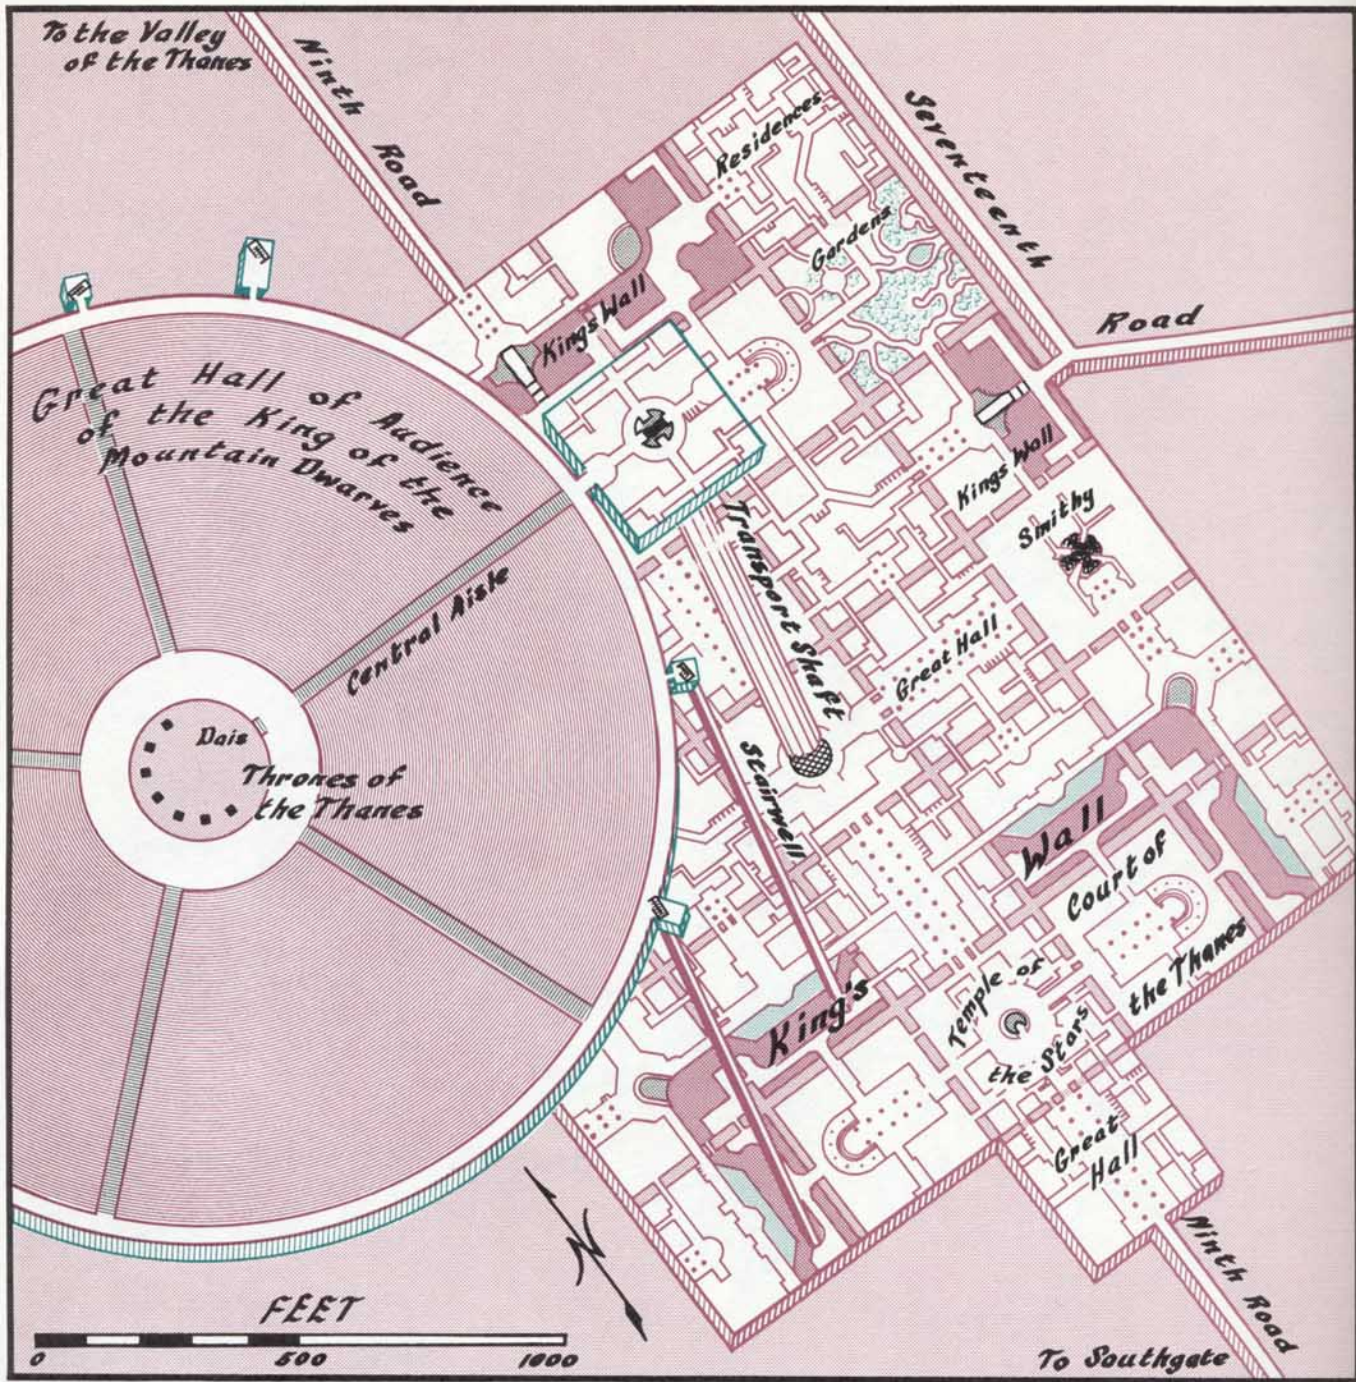 To the Valley
of the Thanes
Ninth Road
Residences
Seventeenth
Road
Gardens
Kings Wall
Great Hall of Audience
of the King of the
Mountain Dwarves
Kings Wall
Smithy
Transport Shaft
Central Aisle
Great Hall
Dais
Thrones of
the Thanes
Stairwell
King's
Wall
Court of
the Thanes
Temple of
the Stars
Great
Hall
N
Ninth Road
FEET
0 500 1000
To Southgate